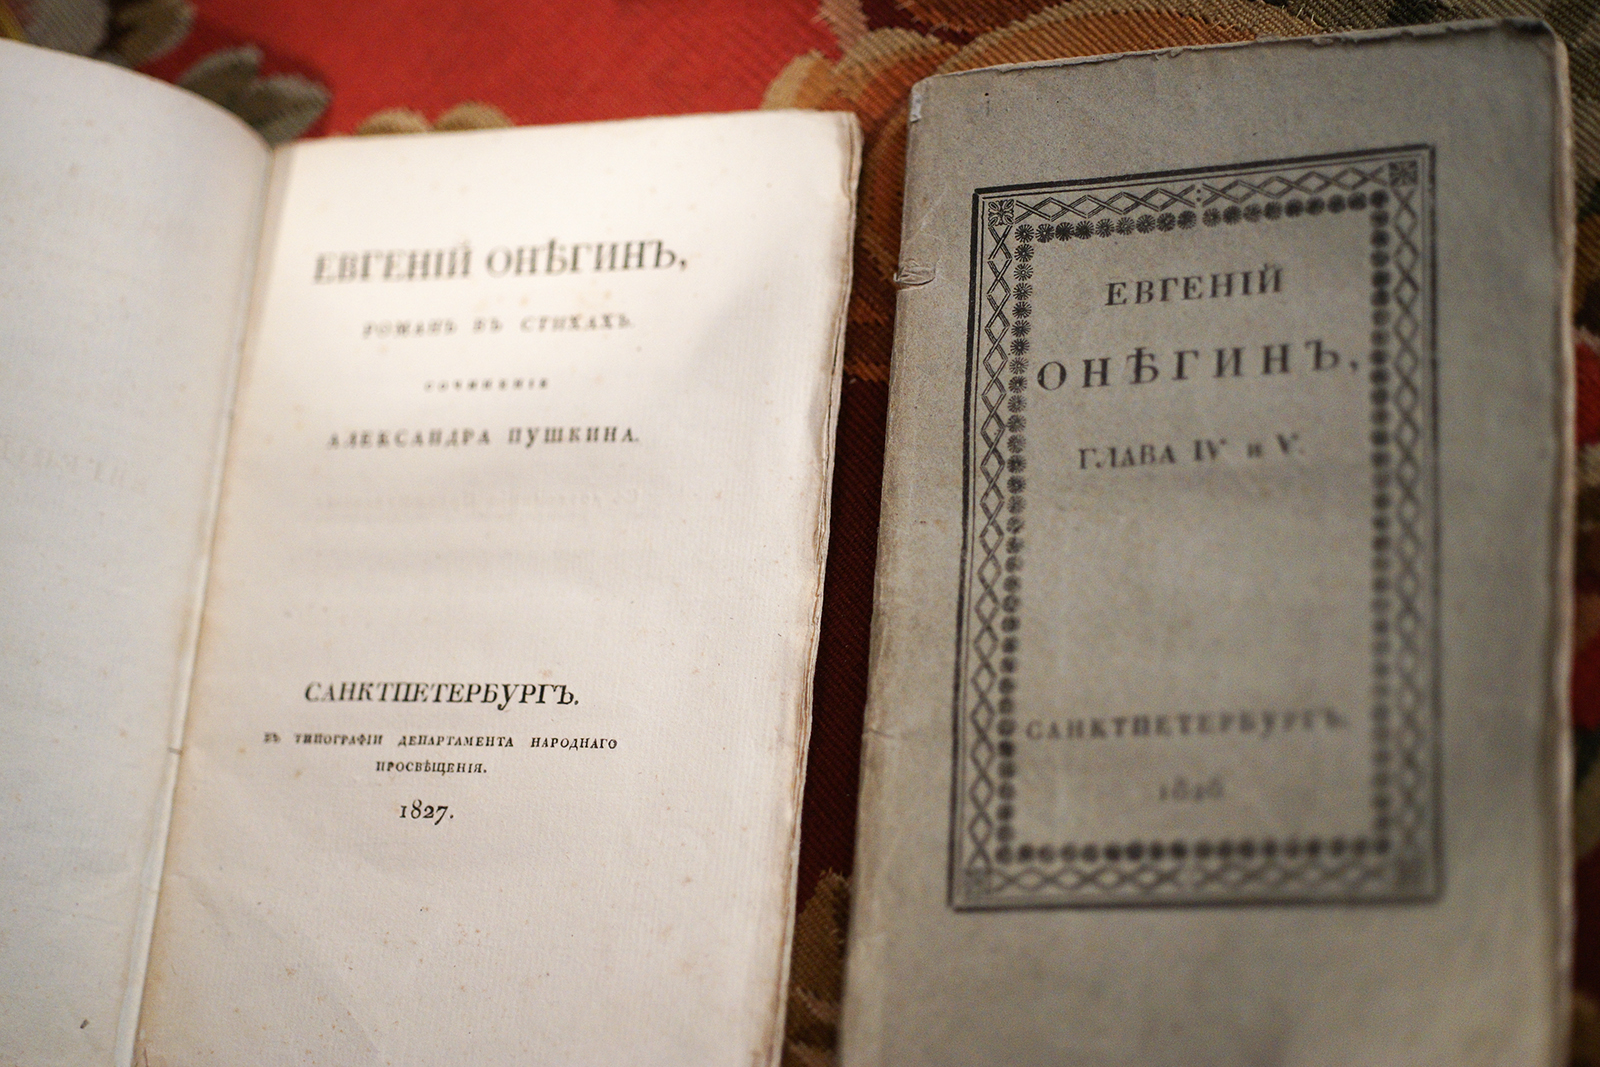 ЕВГЕНІЙ ОНѢГИНЪ,
РОМАНЪ ВЪ СТИХАХЪ.
СОЧИНЕНІЕ
АЛЕКСАНДРА ПУШКИНА.
САНКТПЕТЕРБУРГЪ.
ВЪ ТИПОГРАФІИ ДЕПАРТАМЕНТА НАРОДНАГО
ПРОСВѢЩЕНІЯ.
1827.
ЕВГЕНІЙ
ОНѢГИНЪ,
ГЛАВА IV и V.
САНКТПЕТЕРБУРГЪ.